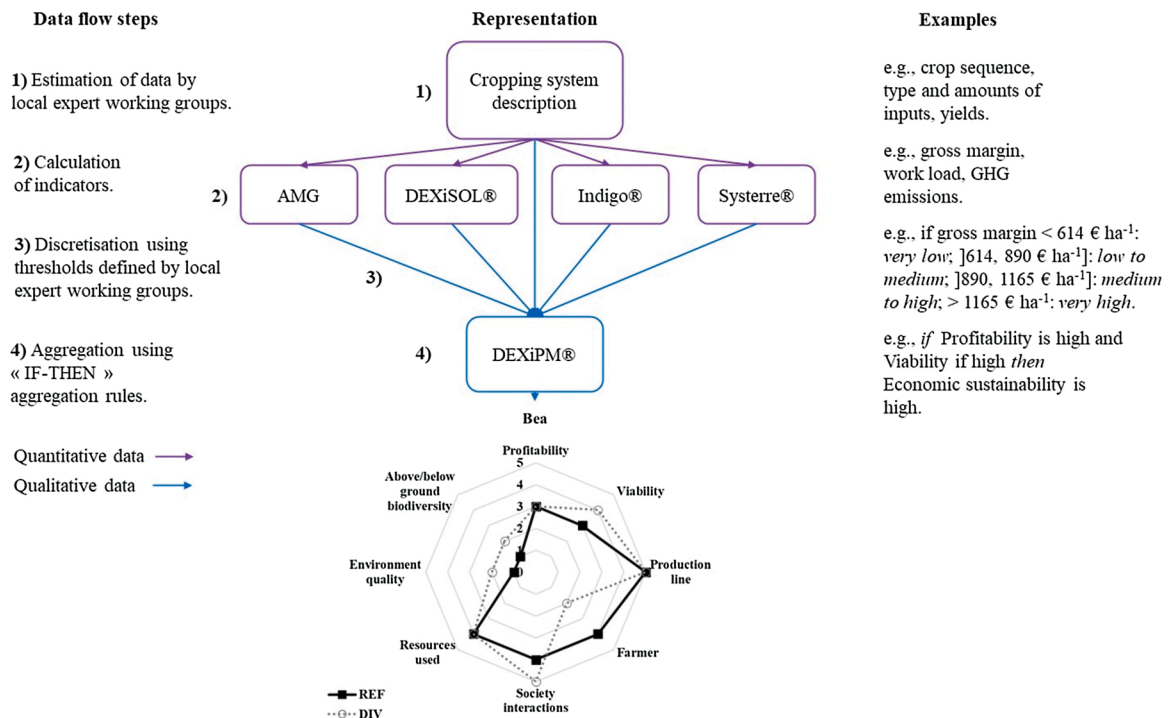 Data flow steps
Representation
Examples
1) Estimation of data by
local expert working groups.
1)
Cropping system
description
e.g., crop sequence,
type and amounts of
inputs, yields.
2) Calculation
of indicators.
2)
AMG
DEXiSOL®
Indigo®
Systerre®
e.g., gross margin,
work load, GHG
emissions.
3) Discretisation using
thresholds defined by local
expert working groups.
3)
e.g., if gross margin < 614 € ha-1:
very low; ]614, 890 € ha-1]: low to
medium; ]890, 1165 € ha-1]: medium
to high; > 1165 € ha-1: very high.
4) Aggregation using
« IF-THEN »
aggregation rules.
4)
DEXiPM®
e.g., if Profitability is high and
Viability if high then
Economic sustainability is
high.
Quantitative data
Qualitative data
Bea
Profitability
5
4
3
2
1
0
Viability
Production
line
Farmer
Society
interactions
Resources
used
Environment
quality
Above/below
ground
biodiversity
REF
DIV